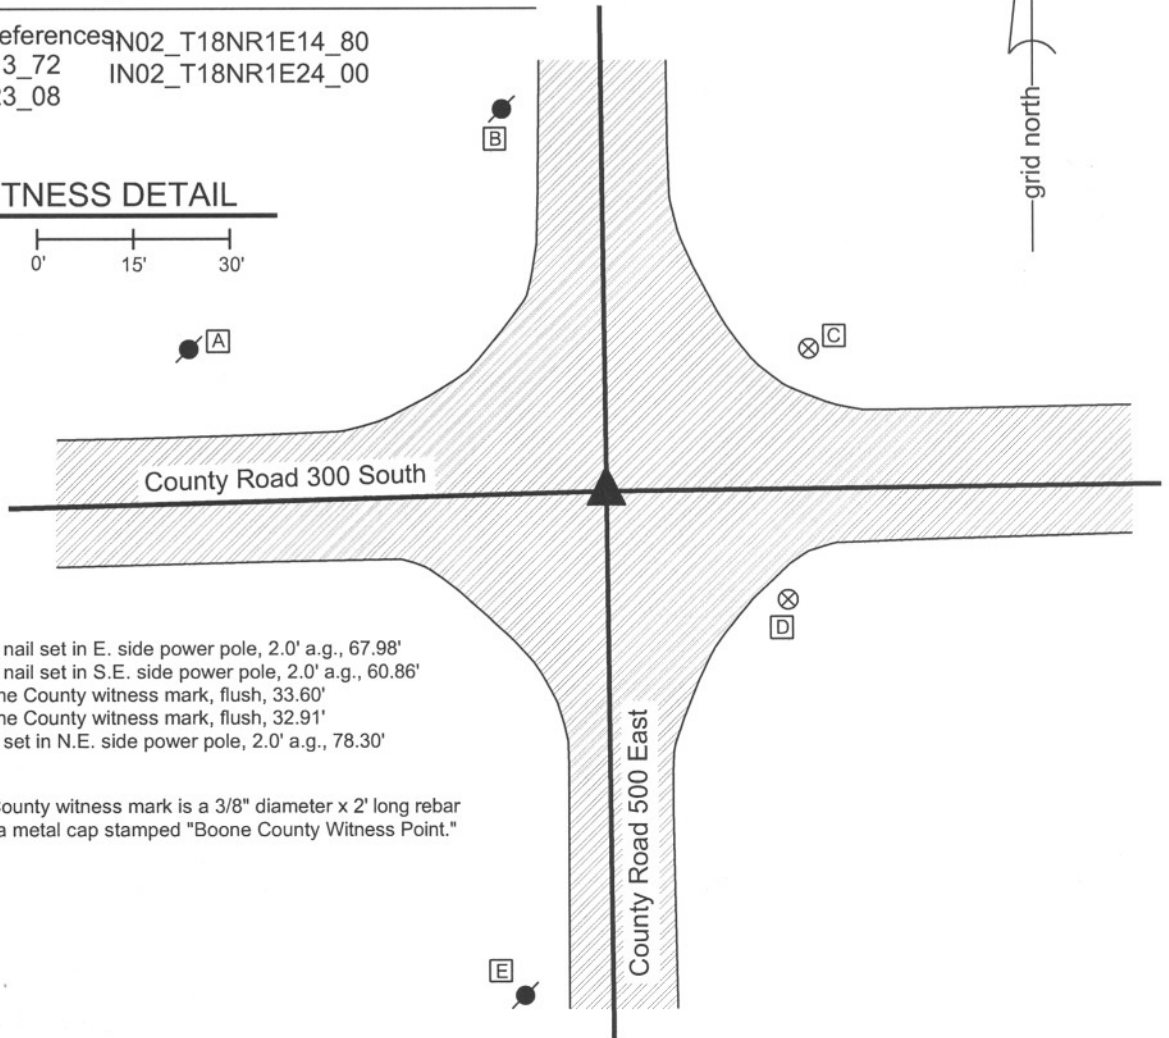 eferences:
IN02_T18NR1E14_80
3_72
IN02_T18NR1E24_00
3_08
TNESS DETAIL
0' 15' 30'
grid north
B
A
C
County Road 300 South
D
nail set in E. side power pole, 2.0' a.g., 67.98'
nail set in S.E. side power pole, 2.0' a.g., 60.86'
ne County witness mark, flush, 33.60'
ne County witness mark, flush, 32.91'
set in N.E. side power pole, 2.0' a.g., 78.30'
County Road 500 East
ounty witness mark is a 3/8" diameter x 2' long rebar
a metal cap stamped "Boone County Witness Point."
E